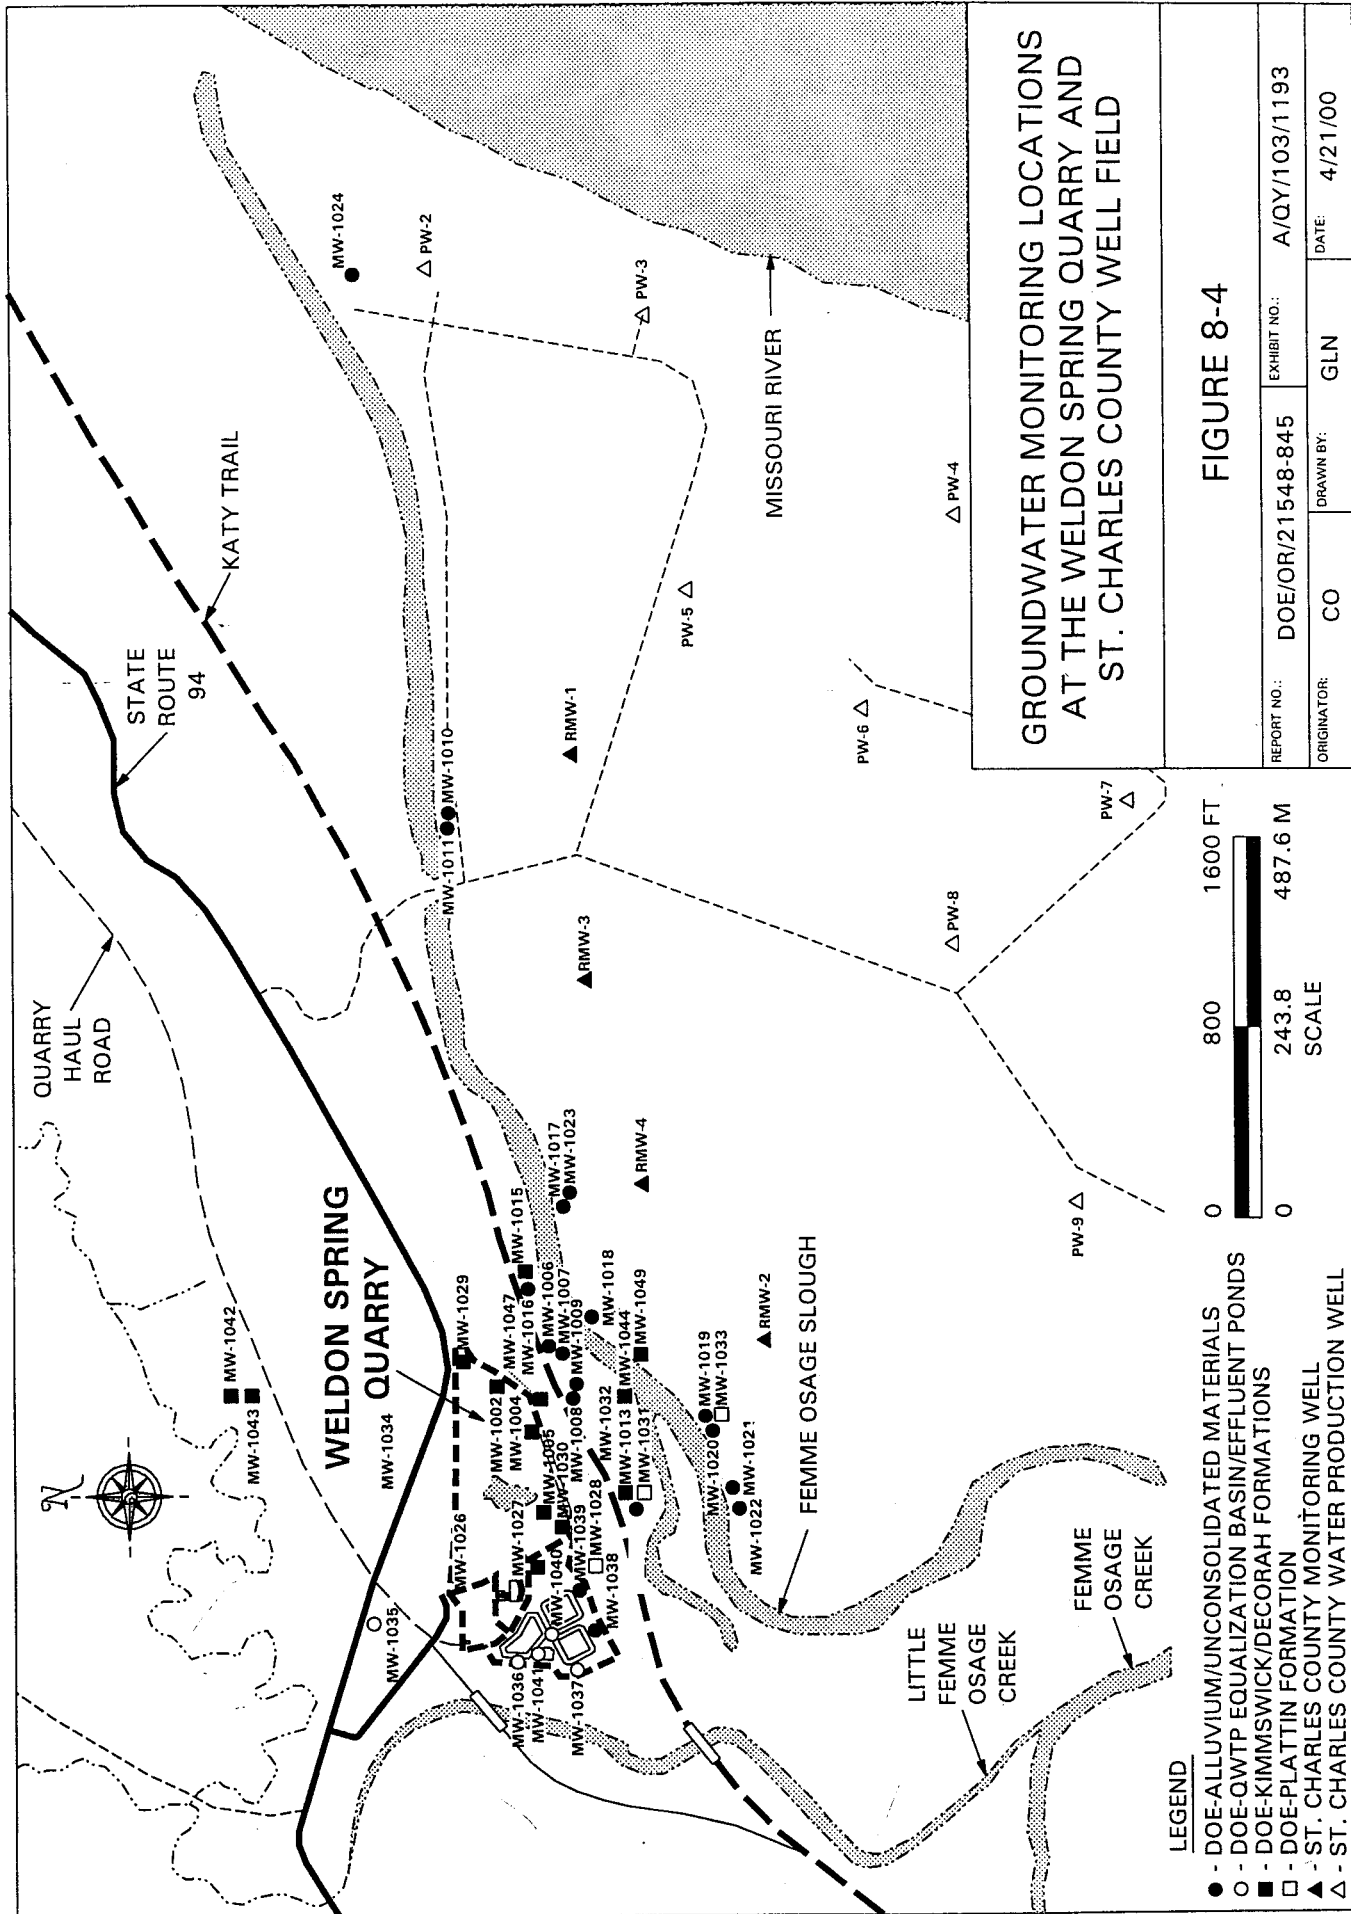 N
QUARRY
HAUL
ROAD
STATE
ROUTE
94
KATY TRAIL
MW-1024
PW-2
PW-3
MISSOURI RIVER
PW-4
PW-5
PW-6
PW-7
PW-8
PW-9
RMW-1
RMW-3
RMW-4
RMW-2
MW-1011
MW-1010
WELDON SPRING
QUARRY
MW-1042
MW-1043
MW-1034
MW-1035
MW-1026
MW-1029
MW-1002
MW-1047
MW-1004
MW-1016
MW-1015
MW-1006
MW-1007
MW-1009
MW-1017
MW-1023
MW-1018
MW-1005
MW-1030
MW-1008
MW-1032
MW-1044
MW-1049
MW-1013
MW-1031
MW-1027
MW-1028
MW-1039
MW-1040
MW-1038
MW-1036
MW-1041
MW-1037
MW-1019
MW-1033
MW-1020
MW-1021
MW-1022
FEMME OSAGE SLOUGH
LITTLE
FEMME
OSAGE
CREEK
FEMME
OSAGE
CREEK
LEGEND
- DOE-ALLUVIUM/UNCONSOLIDATED MATERIALS
- DOE-QWTP EQUALIZATION BASIN/EFFLUENT PONDS
- DOE-KIMMSWICK/DECORAH FORMATIONS
- DOE-PLATTIN FORMATION
- ST. CHARLES COUNTY MONITORING WELL
- ST. CHARLES COUNTY WATER PRODUCTION WELL
0 800 1600 FT
0 243.8 487.6 M
SCALE
GROUNDWATER MONITORING LOCATIONS
AT THE WELDON SPRING QUARRY AND
ST. CHARLES COUNTY WELL FIELD
FIGURE 8-4
REPORT NO.: DOE/OR/21548-845 EXHIBIT NO.: A/QY/103/1193
ORIGINATOR: CO DRAWN BY: GLN DATE: 4/21/00